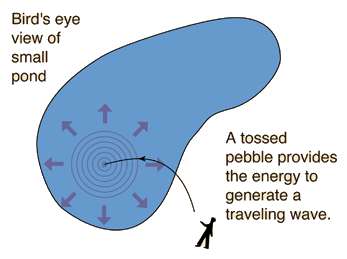 Bird's eye
view of
small
pond
A tossed
pebble provides
the energy to
generate a
traveling wave.